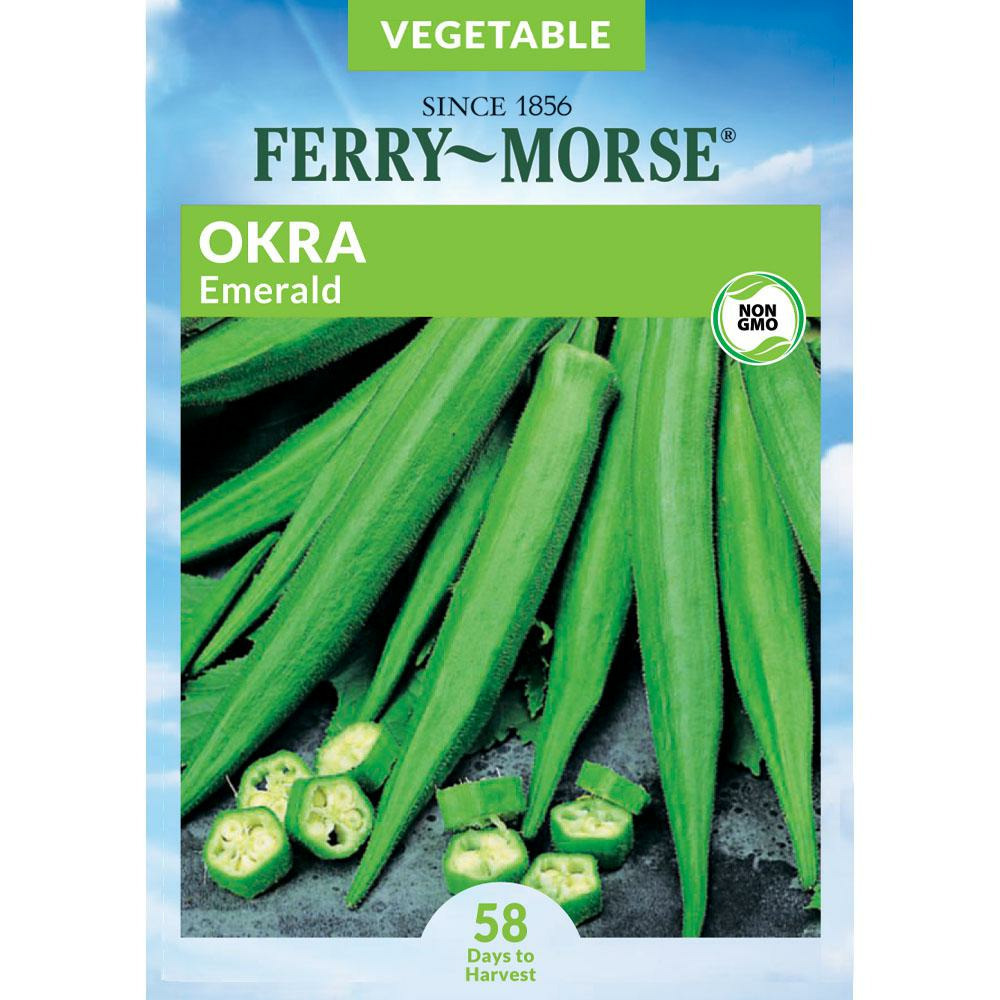 VEGETABLE
SINCE 1856
FERRY~MORSE®
OKRA
Emerald
NON
GMO
58
Days to
Harvest